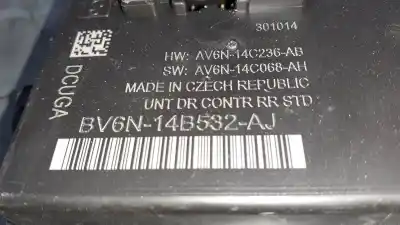 301014
HW: AV6N-14C236-AB
SW: AV6N-14C068-AH
MADE IN CZECH REPUBLIC
UNT DR CONTR RR STD
DCUGA
BV6N-14B532-AJ